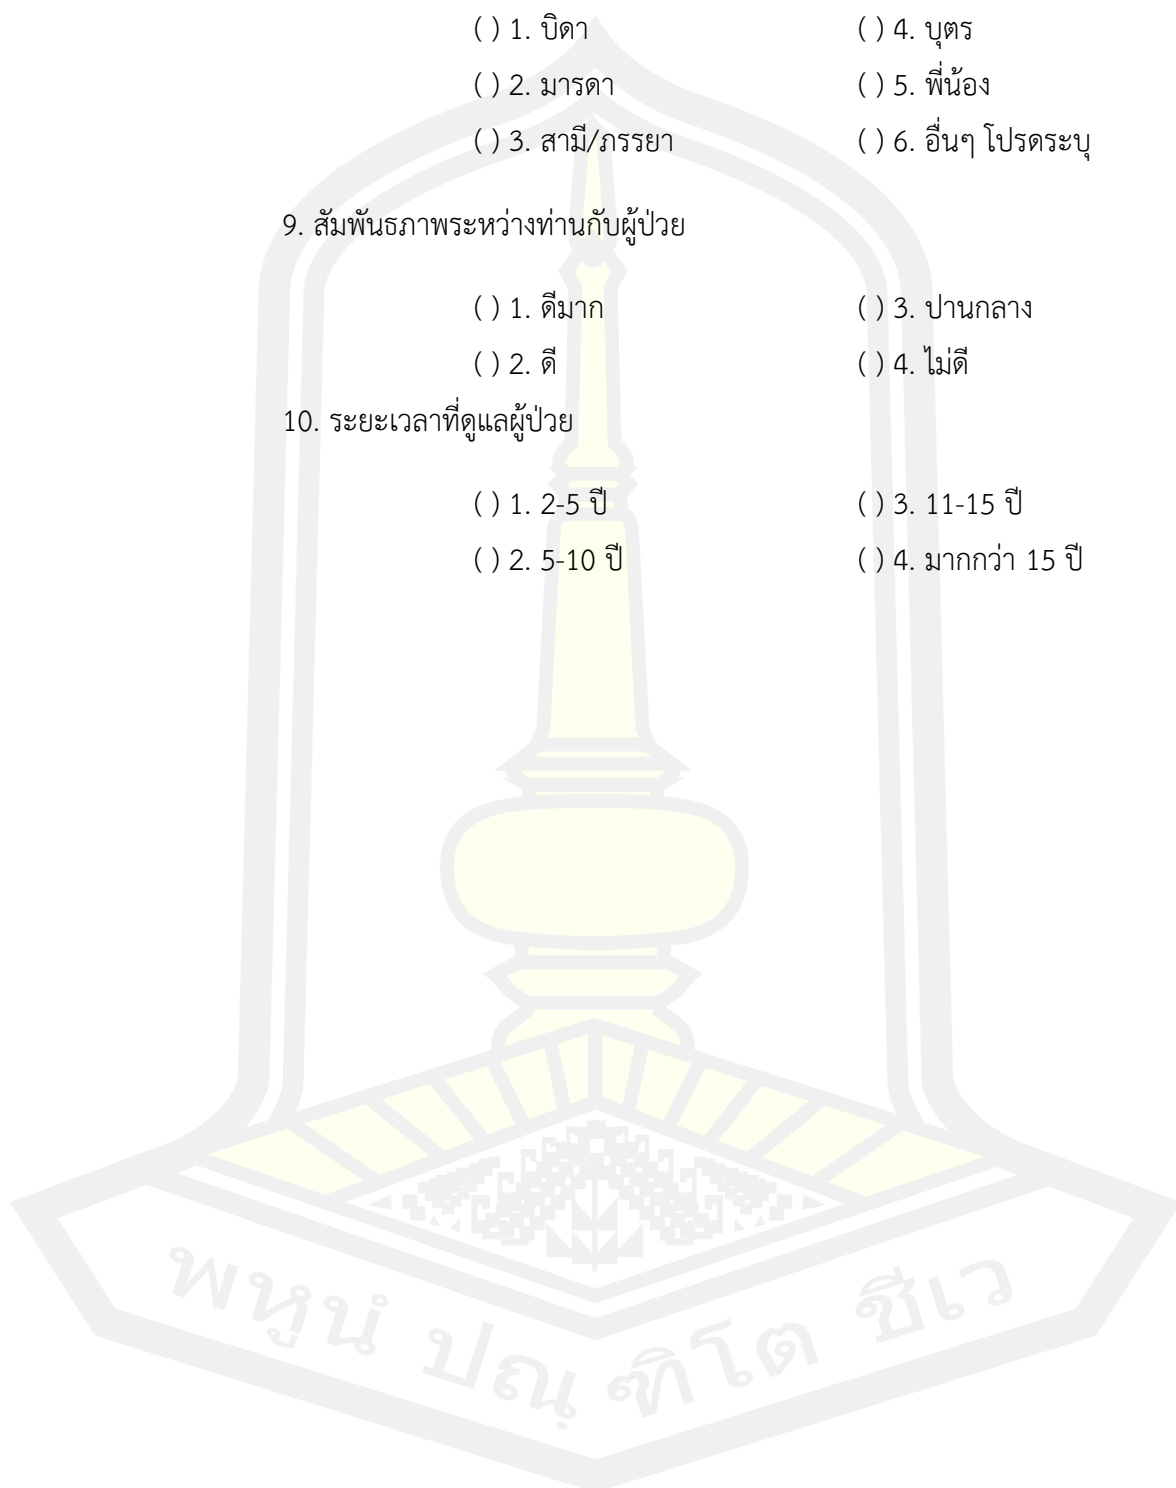 ( ) 1. บิดา ( ) 4. บุตร
( ) 2. มารดา ( ) 5. พี่น้อง
( ) 3. สามี/ภรรยา ( ) 6. อื่นๆ โปรดระบุ
9. สัมพันธภาพระหว่างท่านกับผู้ป่วย
( ) 1. ดีมาก ( ) 3. ปานกลาง
( ) 2. ดี ( ) 4. ไม่ดี
10. ระยะเวลาที่ดูแลผู้ป่วย
( ) 1. 2-5 ปี ( ) 3. 11-15 ปี
( ) 2. 5-10 ปี ( ) 4. มากกว่า 15 ปี
พหูนํ ปณฺฑิโต ชีเว